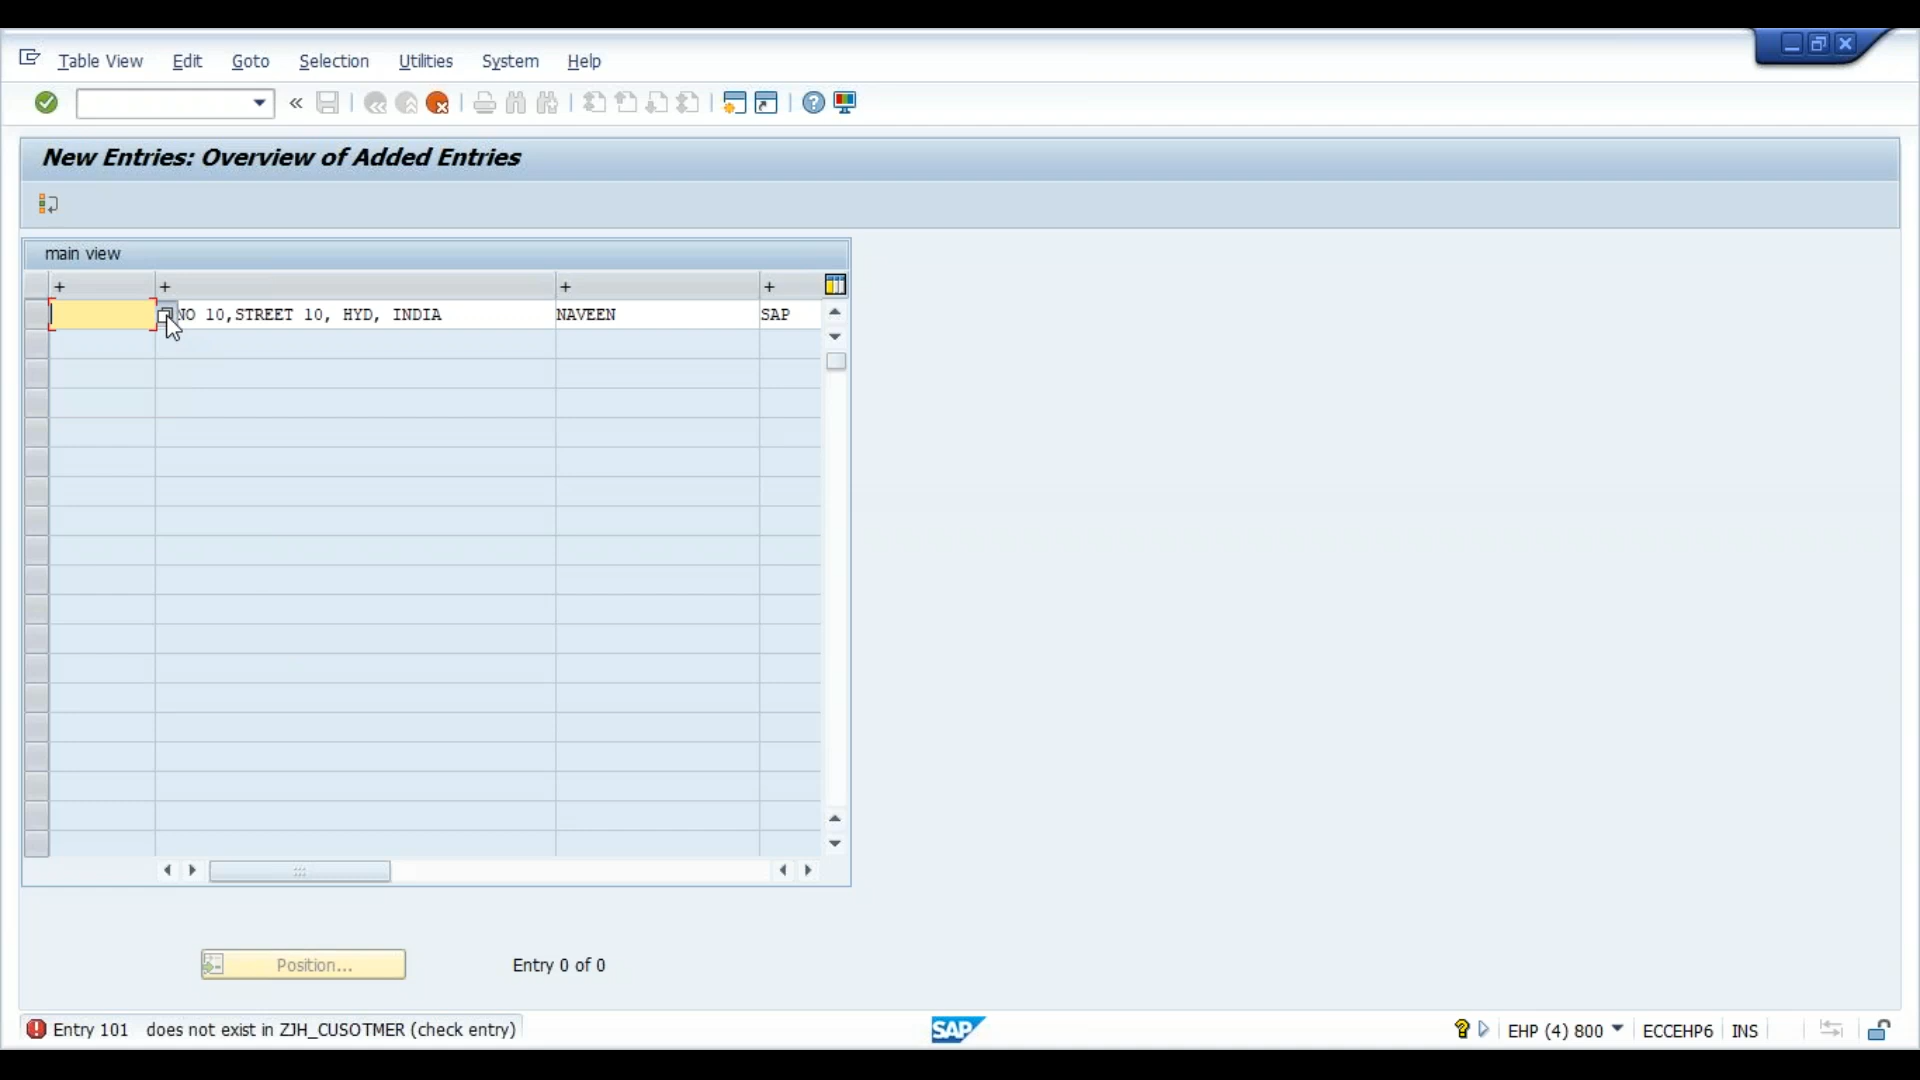 Table View Edit Goto Selection Utilities System Help
New Entries: Overview of Added Entries
main view
+ + + +
NO 10,STREET 10, HYD, INDIA NAVEEN SAP
Position... Entry 0 of 0
Entry 101 does not exist in ZJH_CUSOTMER (check entry) SAP EHP (4) 800 ECCEHP6 INS